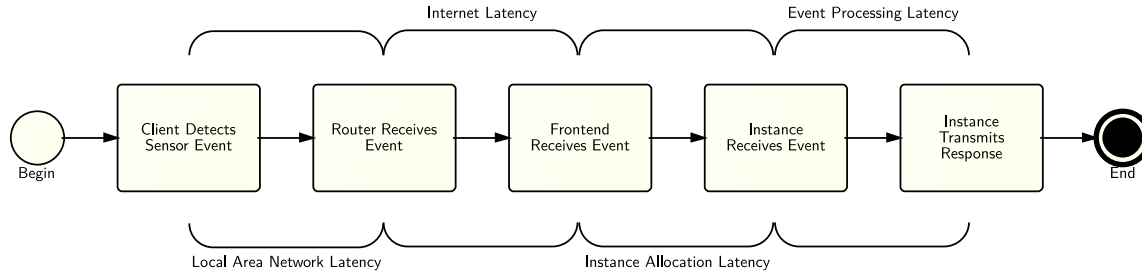 Internet Latency
Event Processing Latency
Client Detects
Sensor Event
Router Receives
Event
Frontend
Receives Event
Instance
Receives Event
Instance
Transmits
Response
Begin
End
Local Area Network Latency
Instance Allocation Latency